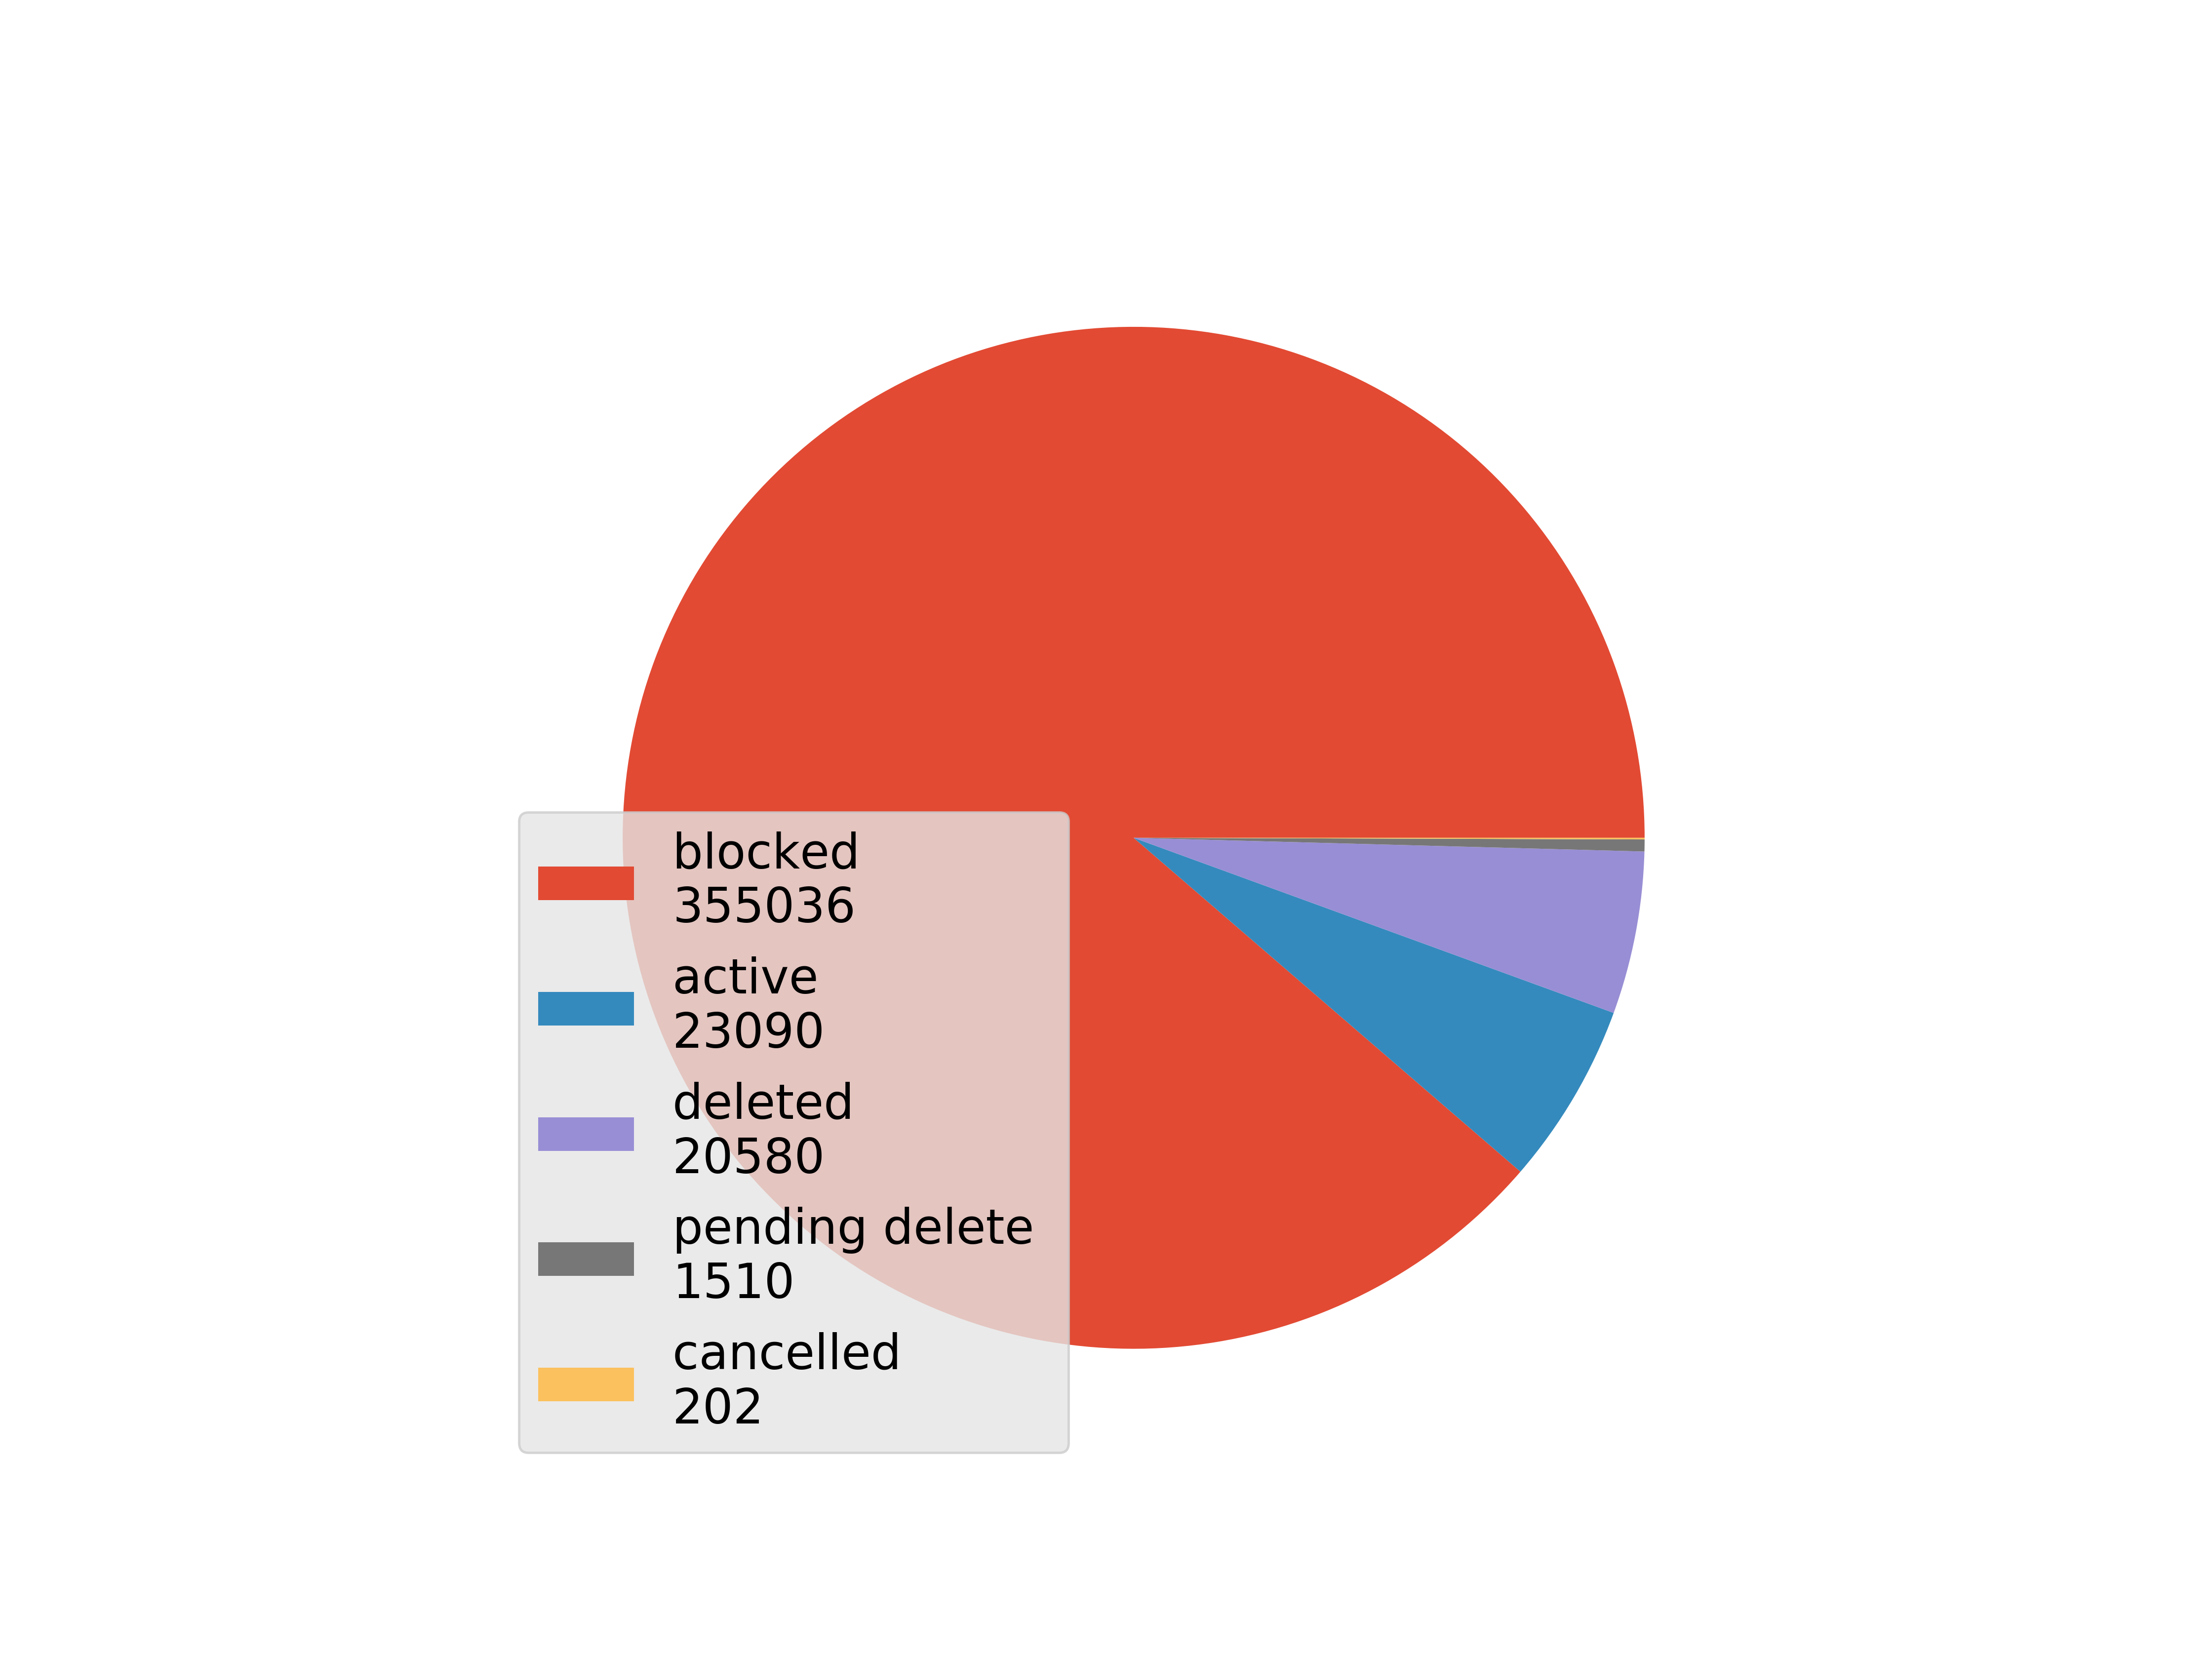 blocked
355036
active
23090
deleted
20580
pending delete
1510
cancelled
202